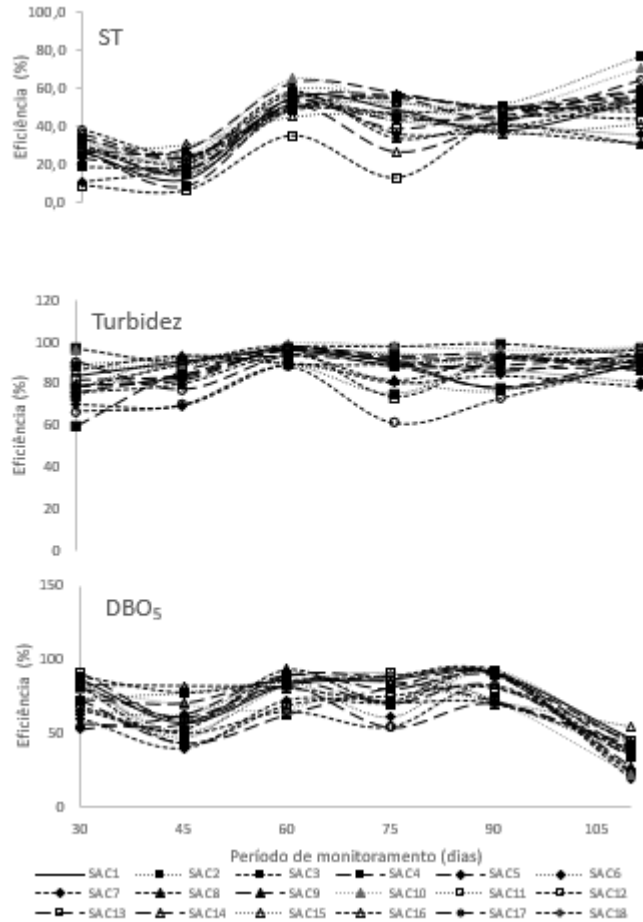 100,0
ST
80,0
60,0
40,0
20,0
0,0
Eficiência (%)
120
Turbidez
100
80
60
40
20
0
Eficiência (%)
150
DBO₅
100
50
0
Eficiência (%)
30 45 60 75 90 105
Período de monitoramento (dias)
SAC1 SAC2 SAC3 SAC4 SAC5 SAC6
SAC7 SAC8 SAC9 SAC10 SAC11 SAC12
SAC13 SAC14 SAC15 SAC16 SAC17 SAC18